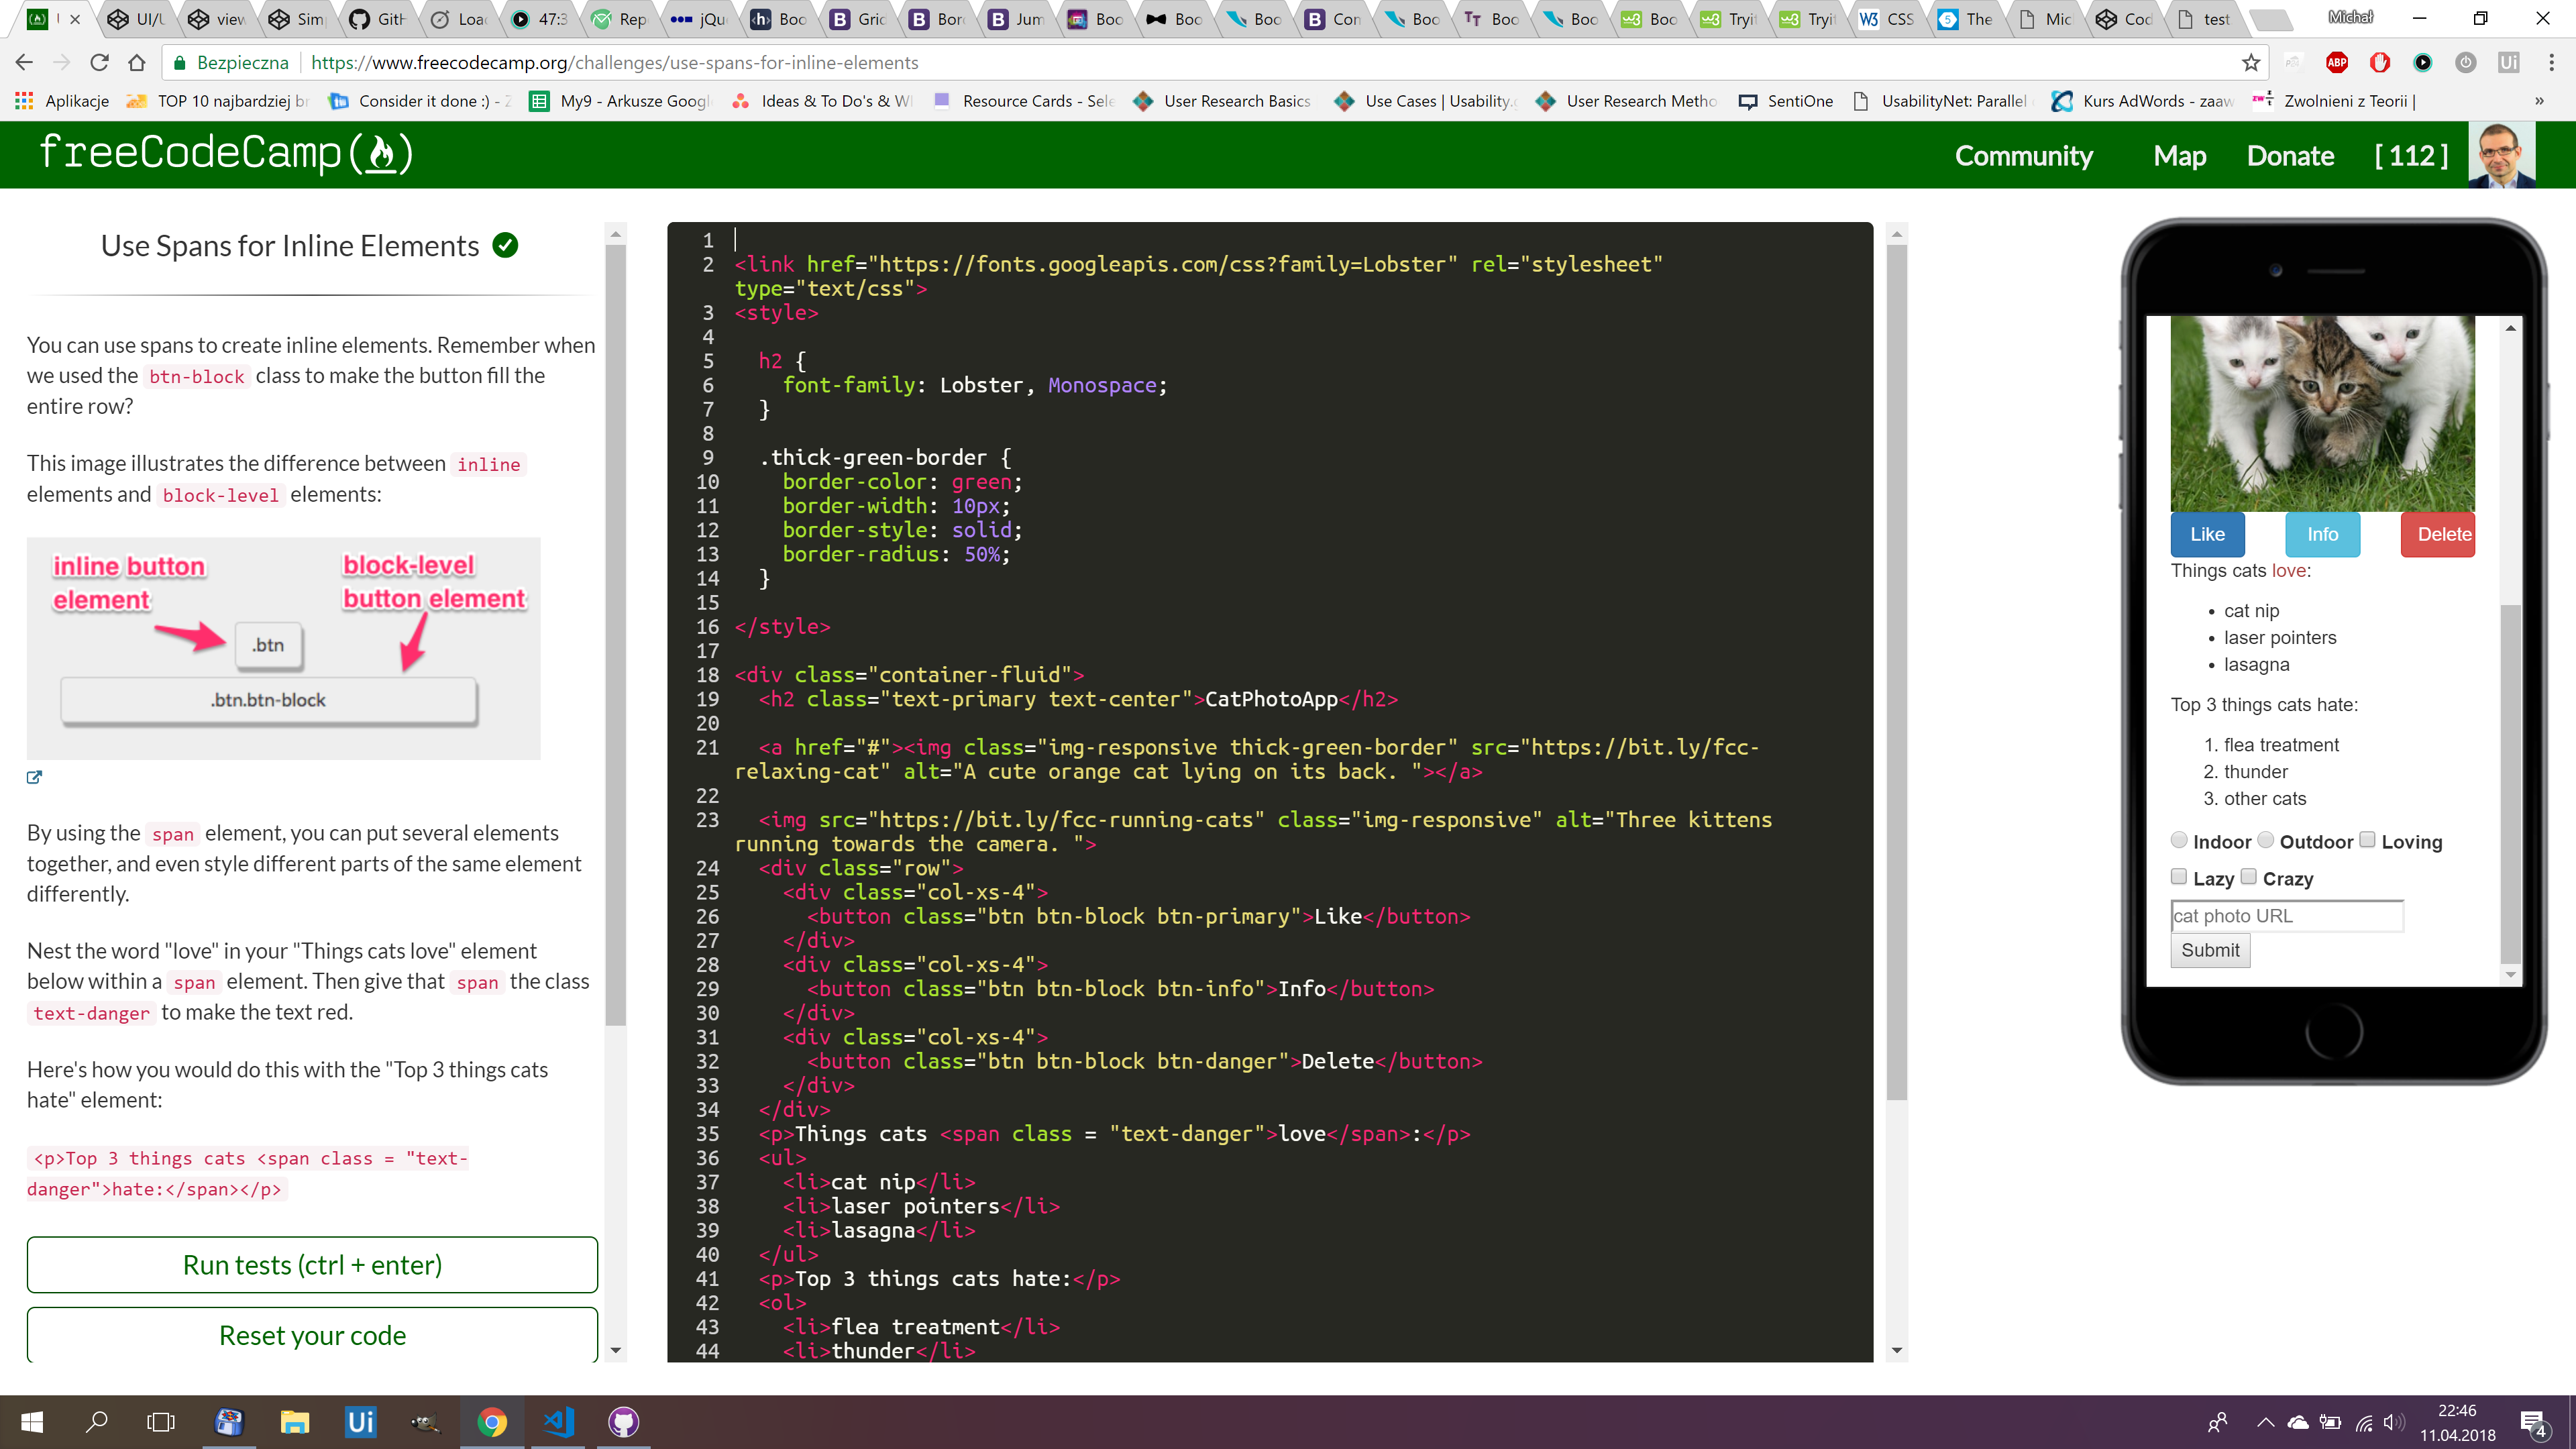 UI/U
view
Sim
GitH
Loac
47:3
Rep
jQu
Boo
Gric
Bor
Jum
Boo
Boo
Boo
Con
Boo
Boo
Boo
Boo
Tryi
Tryi
CSS
The
Mic
Cod
test
Michał
Bezpieczna
https://www.freecodecamp.org/challenges/use-spans-for-inline-elements
Aplikacje
TOP 10 najbardziej br
Consider it done :) - Z
My9 - Arkusze Googl
Ideas & To Do's & W
Resource Cards - Sele
User Research Basics
Use Cases | Usability.g
User Research Metho
SentiOne
UsabilityNet: Parallel
Kurs AdWords - zaaw
Zwolnieni z Teorii |
freeCodeCamp
Community
Map
Donate
[ 112 ]
Use Spans for Inline Elements
You can use spans to create inline elements. Remember when
we used the btn-block class to make the button fill the
entire row?
This image illustrates the difference between inline
elements and block-level elements:
inline button
element
block-level
button element
.btn
.btn.btn-block
By using the span element, you can put several elements
together, and even style different parts of the same element
differently.
Nest the word "love" in your "Things cats love" element
below within a span element. Then give that span the class
text-danger to make the text red.
Here's how you would do this with the "Top 3 things cats
hate" element:
<p>Top 3 things cats <span class = "text-
danger">hate:</span></p>
Run tests (ctrl + enter)
Reset your code
1
2 <link href="https://fonts.googleapis.com/css?family=Lobster" rel="stylesheet"
type="text/css">
3 <style>
4
5 h2 {
6 font-family: Lobster, Monospace;
7 }
8
9 .thick-green-border {
10 border-color: green;
11 border-width: 10px;
12 border-style: solid;
13 border-radius: 50%;
14 }
15
16 </style>
17
18 <div class="container-fluid">
19 <h2 class="text-primary text-center">CatPhotoApp</h2>
20
21 <a href="#"><img class="img-responsive thick-green-border" src="https://bit.ly/fcc-
relaxing-cat" alt="A cute orange cat lying on its back. "></a>
22
23 <img src="https://bit.ly/fcc-running-cats" class="img-responsive" alt="Three kittens
running towards the camera. ">
24 <div class="row">
25 <div class="col-xs-4">
26 <button class="btn btn-block btn-primary">Like</button>
27 </div>
28 <div class="col-xs-4">
29 <button class="btn btn-block btn-info">Info</button>
30 </div>
31 <div class="col-xs-4">
32 <button class="btn btn-block btn-danger">Delete</button>
33 </div>
34 </div>
35 <p>Things cats <span class = "text-danger">love</span>:</p>
36 <ul>
37 <li>cat nip</li>
38 <li>laser pointers</li>
39 <li>lasagna</li>
40 </ul>
41 <p>Top 3 things cats hate:</p>
42 <ol>
43 <li>flea treatment</li>
44 <li>thunder</li>
Like
Info
Delete
Things cats love:
cat nip
laser pointers
lasagna
Top 3 things cats hate:
1. flea treatment
2. thunder
3. other cats
Indoor Outdoor Loving
Lazy Crazy
cat photo URL
Submit
Ui
22:46
11.04.2018
4